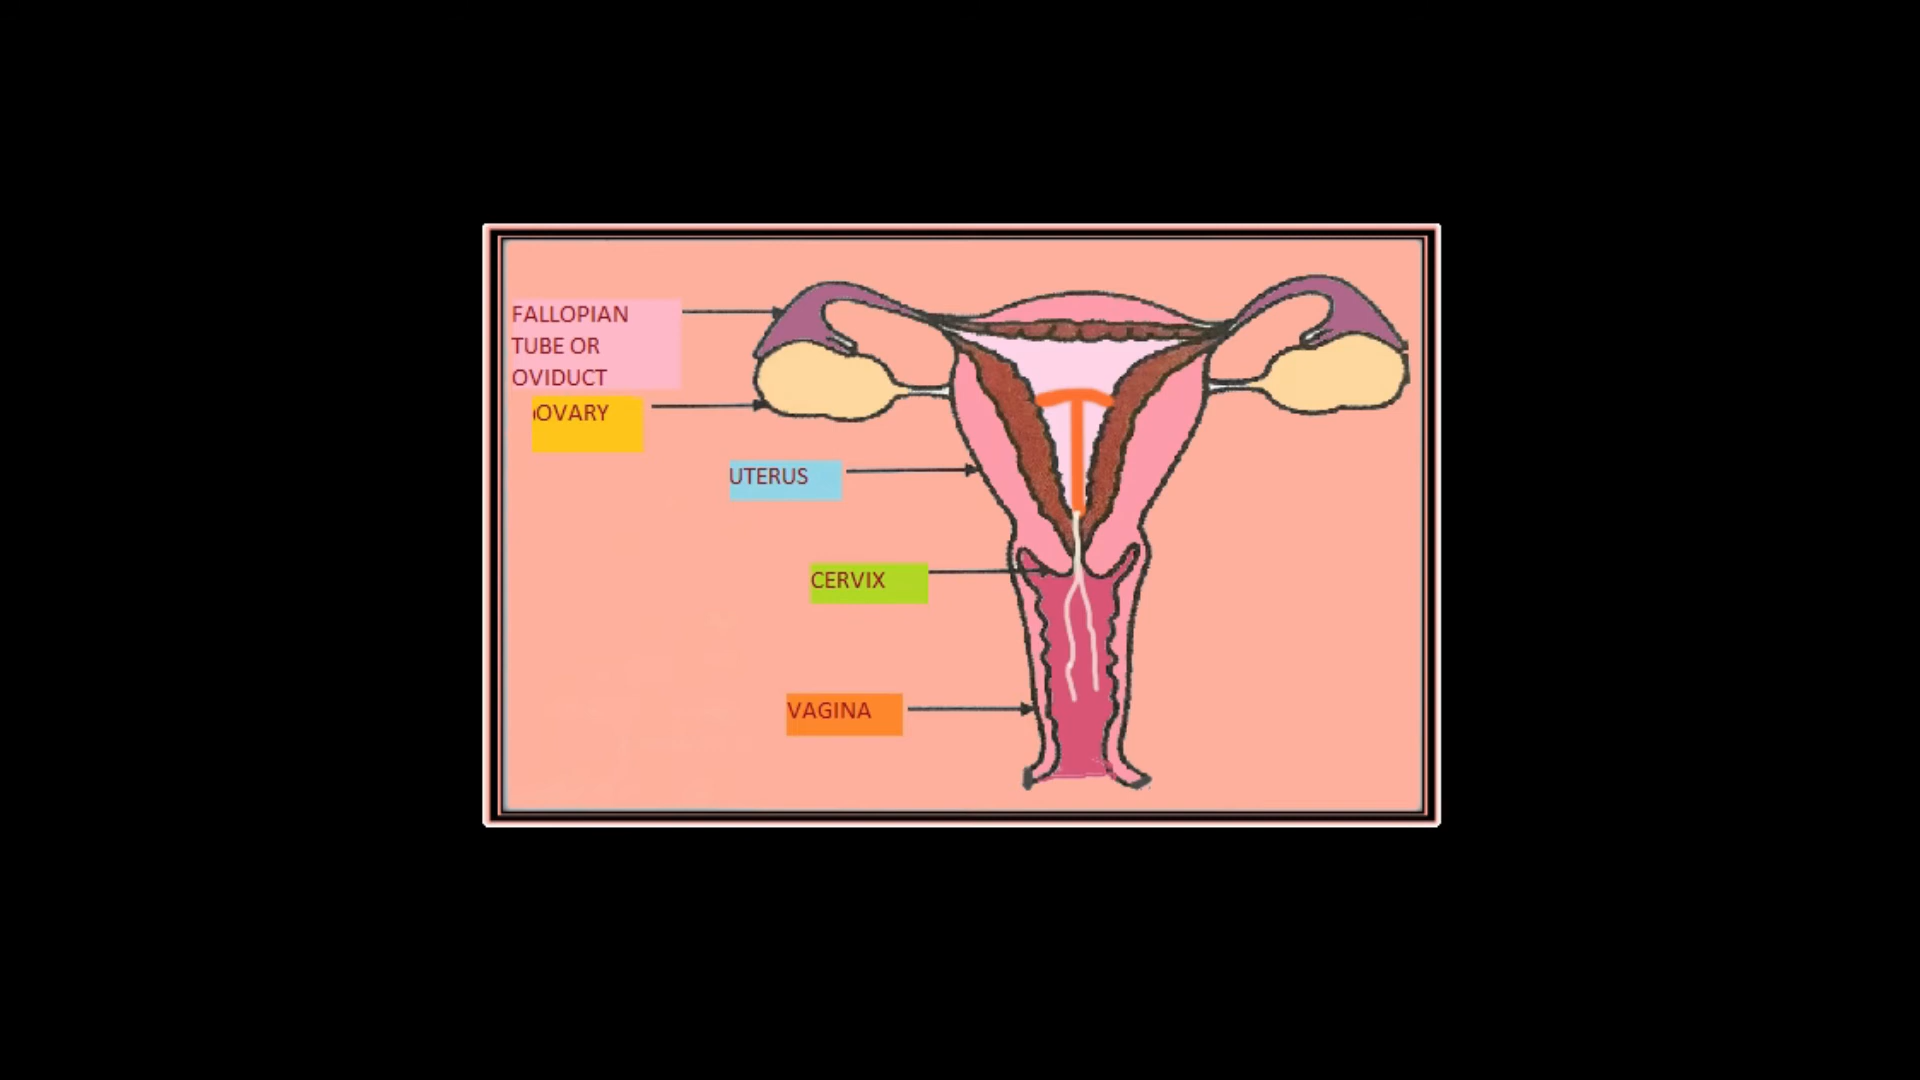 FALLOPIAN
TUBE OR
OVIDUCT
OVARY
UTERUS
CERVIX
VAGINA